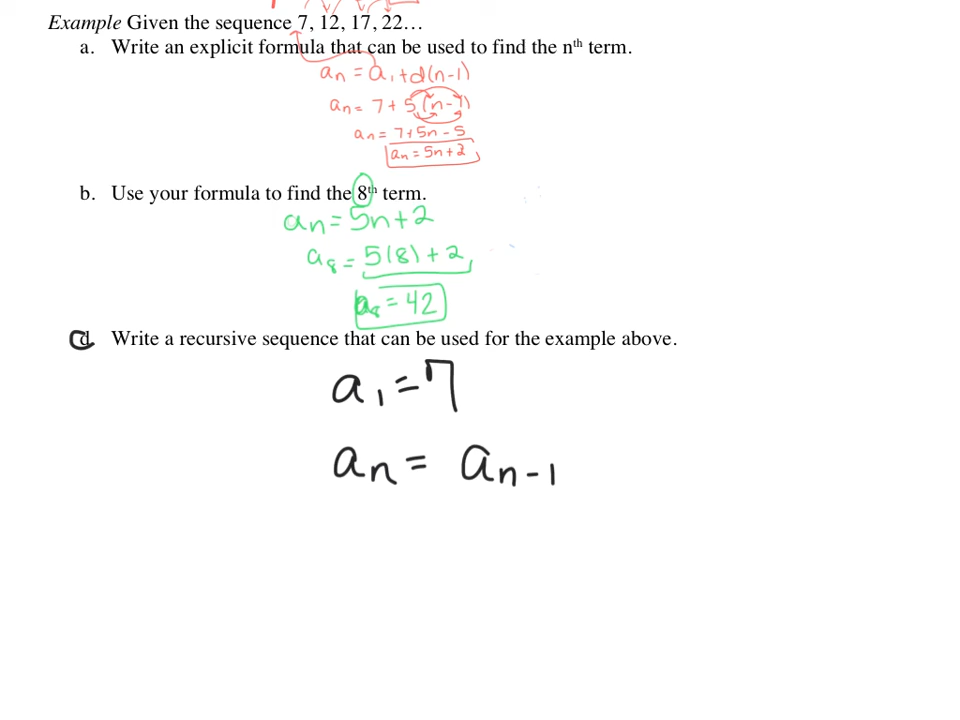 Example Given the sequence 7, 12, 17, 22…
a. Write an explicit formula that can be used to find the nth term.
an = a1 + d(n-1)
an = 7 + 5(n-1)
an = 7+5n - 5
an = 5n+2
b. Use your formula to find the 8th term.
an = 5n+2
a8 = 5(8) + 2
a8 = 42
c. Write a recursive sequence that can be used for the example above.
a1 = 7
an = an-1